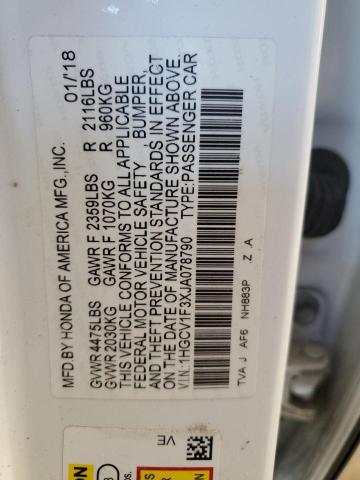 MFD.BY HONDA OF AMERICA MFG.,INC. 01/'18
GVWR 4475LBS GAWR F 2359LBS R 2116LBS
GVWR 2030KG GAWR F 1070KG R 960KG
THIS VEHICLE CONFORMS TO ALL APPLICABLE
FEDERAL MOTOR VEHICLE SAFETY, BUMPER,
AND THEFT PREVENTION STANDARDS IN EFFECT
ON THE DATE OF MANUFACTURE SHOWN ABOVE.
V.I.N:1HGCV1F3XJA078790 TYPE:PASSENGER CAR
TVA J AF6 NH883P .Z .A
VE